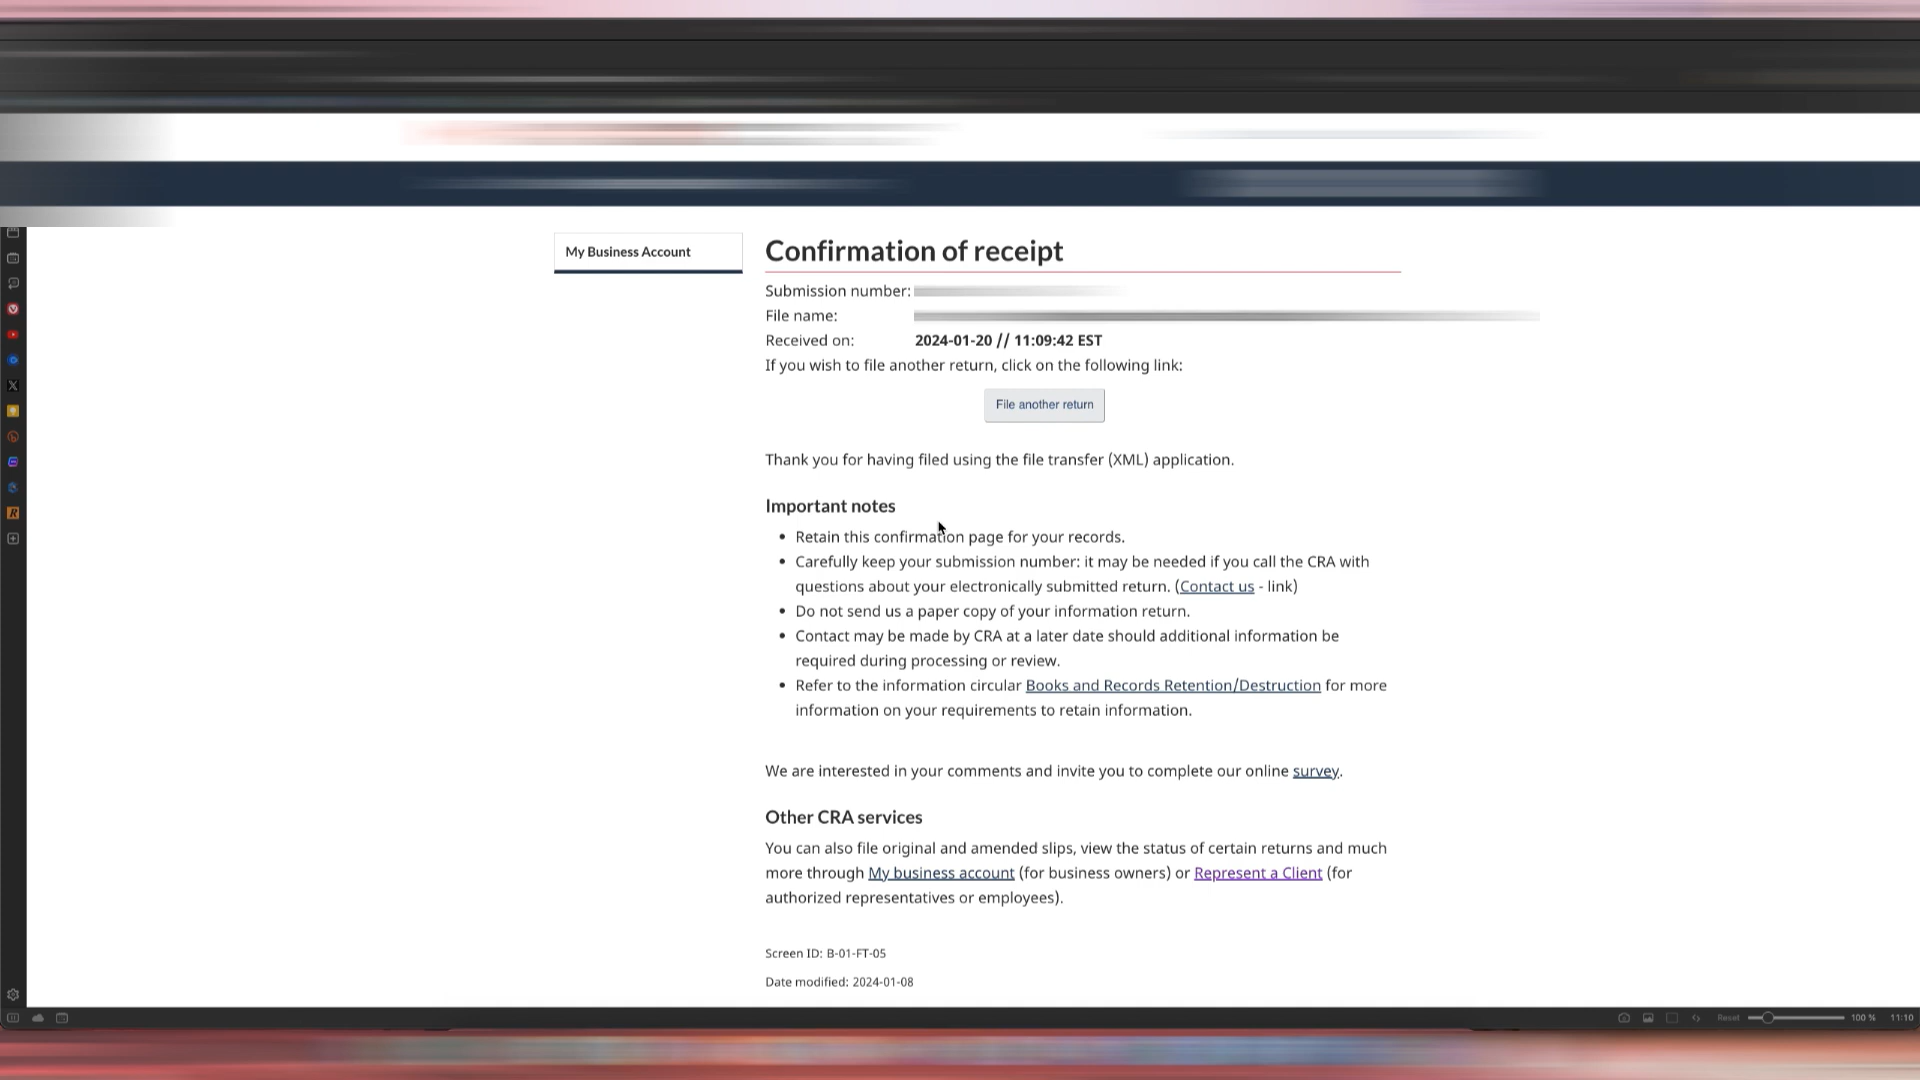 My Business Account
Confirmation of receipt
Submission number:
File name:
Received on: 2024-01-20 // 11:09:42 EST
If you wish to file another return, click on the following link:
File another return
Thank you for having filed using the file transfer (XML) application.
Important notes
• Retain this confirmation page for your records.
• Carefully keep your submission number: it may be needed if you call the CRA with
questions about your electronically submitted return. (Contact us - link)
• Do not send us a paper copy of your information return.
• Contact may be made by CRA at a later date should additional information be
required during processing or review.
• Refer to the information circular Books and Records Retention/Destruction for more
information on your requirements to retain information.
We are interested in your comments and invite you to complete our online survey.
Other CRA services
You can also file original and amended slips, view the status of certain returns and much
more through My business account (for business owners) or Represent a Client (for
authorized representatives or employees).
Screen ID: B-01-FT-05
Date modified: 2024-01-08
Reset 100 % 11:10